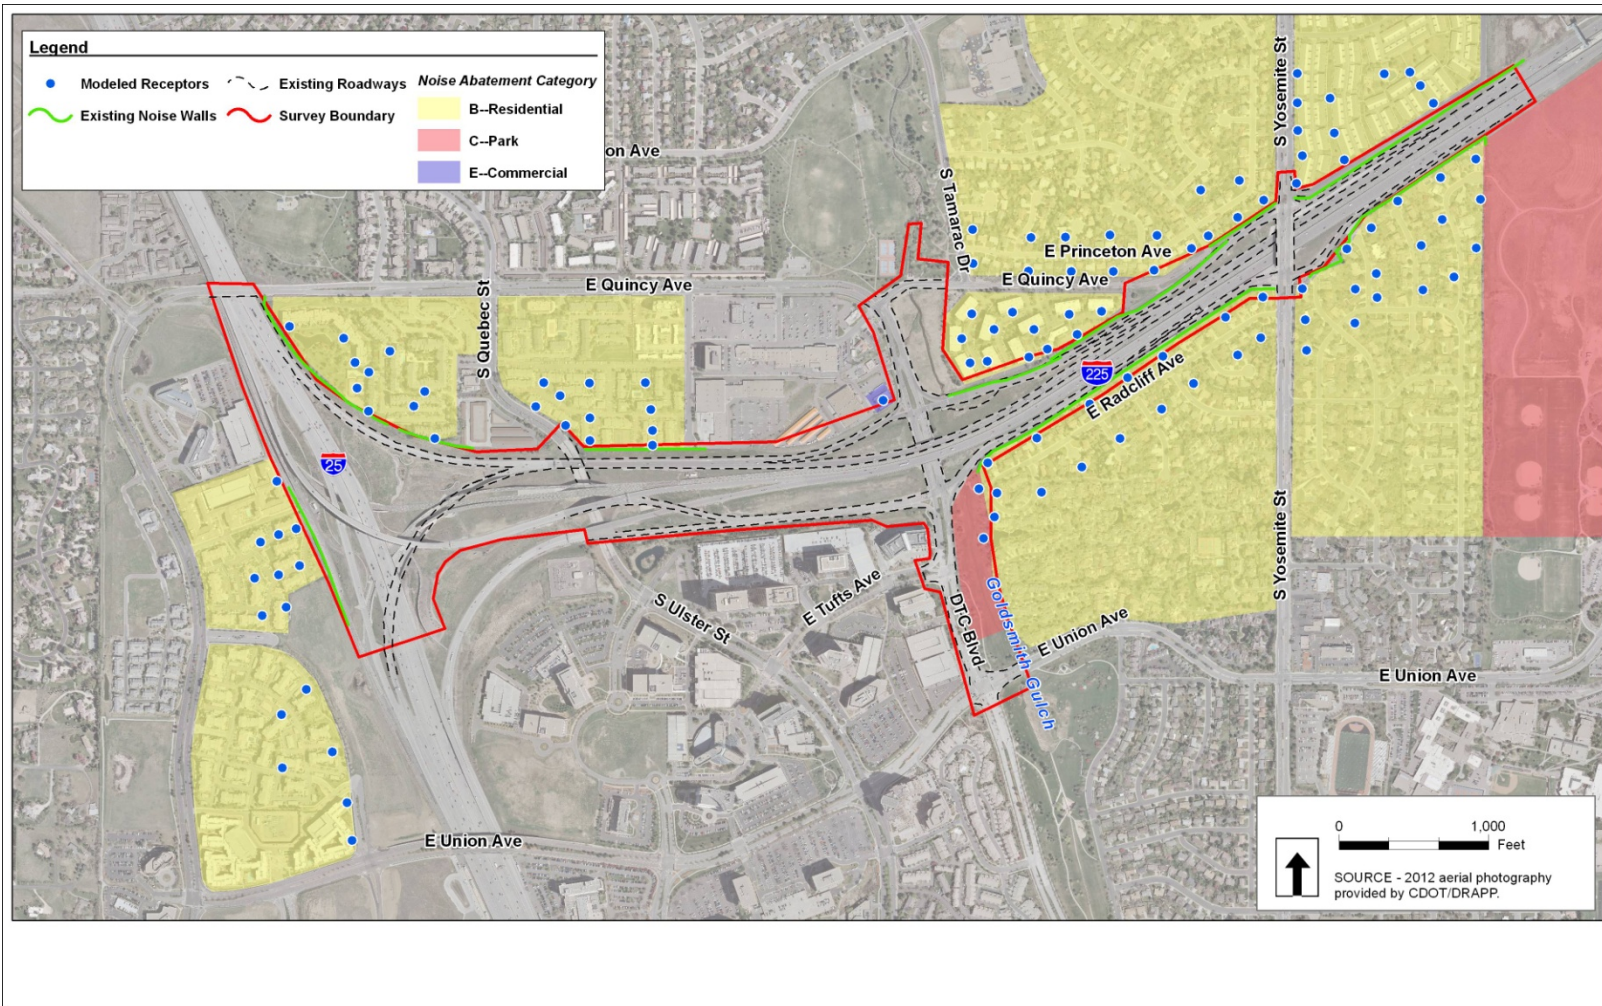 Legend
Modeled Receptors
Existing Roadways
Noise Abatement Category
Existing Noise Walls
Survey Boundary
B--Residential
C--Park
E--Commercial
on Ave
S Tamarac Dr
S Yosemite St
E Princeton Ave
E Quincy Ave
E Quincy Ave
S Quebec St
225
E Radcliff Ave
25
S Yosemite St
E Tufts Ave
S Ulster St
DTC Blvd
Goldsmith Gulch
E Union Ave
E Union Ave
E Union Ave
0 1,000
Feet
SOURCE - 2012 aerial photography
provided by CDOT/DRAPP.